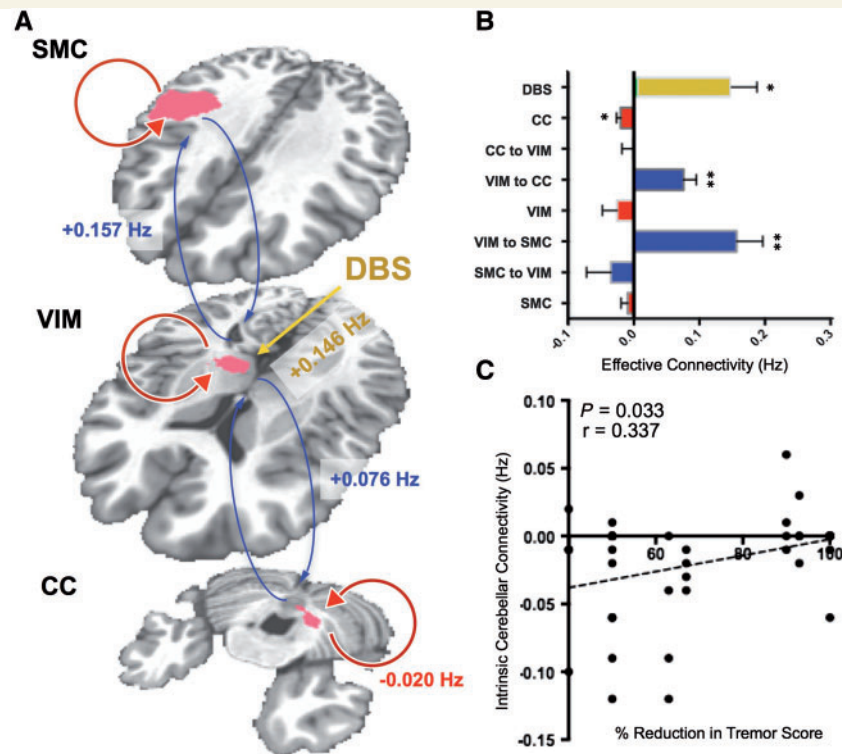 A
SMC
+0.157 Hz
DBS
VIM
+0.146 Hz
+0.076 Hz
CC
-0.020 Hz
B
DBS
*
CC
*
CC to VIM
VIM to CC
**
VIM
VIM to SMC
**
SMC to VIM
SMC
-0.1
0.0
0.1
0.2
0.3
Effective Connectivity (Hz)
C
P = 0.033
r = 0.337
Intrinsic Cerebellar Connectivity (Hz)
0.10
0.05
0.00
-0.05
-0.10
-0.15
60
80
100
% Reduction in Tremor Score